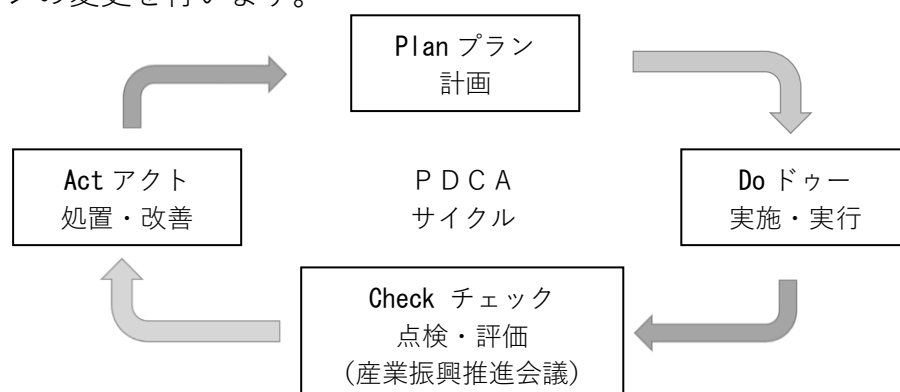 の変更を行います。
Plan プラン
計画
Act アクト
処置・改善
ＰＤＣＡ
サイクル
Do ドゥー
実施・実行
Check チェック
点検・評価
（産業振興推進会議）